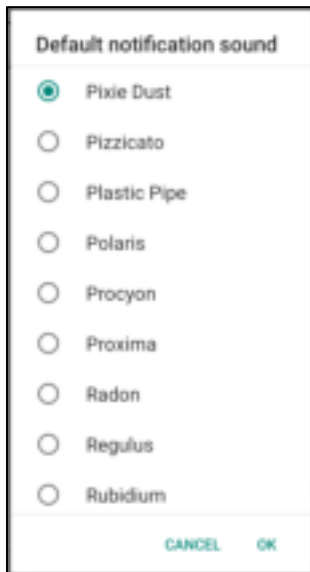 Default notification sound
Pixie Dust
Pizzicato
Plastic Pipe
Polaris
Procyon
Proxima
Radon
Regulus
Rubidium
CANCEL OK